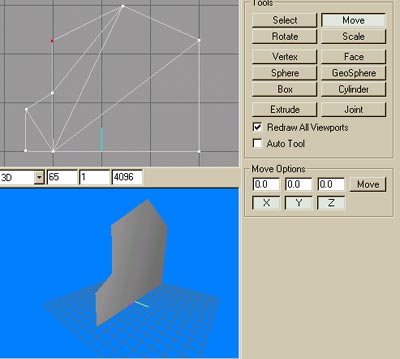 Tools
Select Move
Rotate Scale
Vertex Face
Sphere GeoSphere
Box Cylinder
Extrude Joint
Redraw All Viewports
Auto Tool
3D 65 1 4096
Move Options
0.0 0.0 0.0 Move
X Y Z